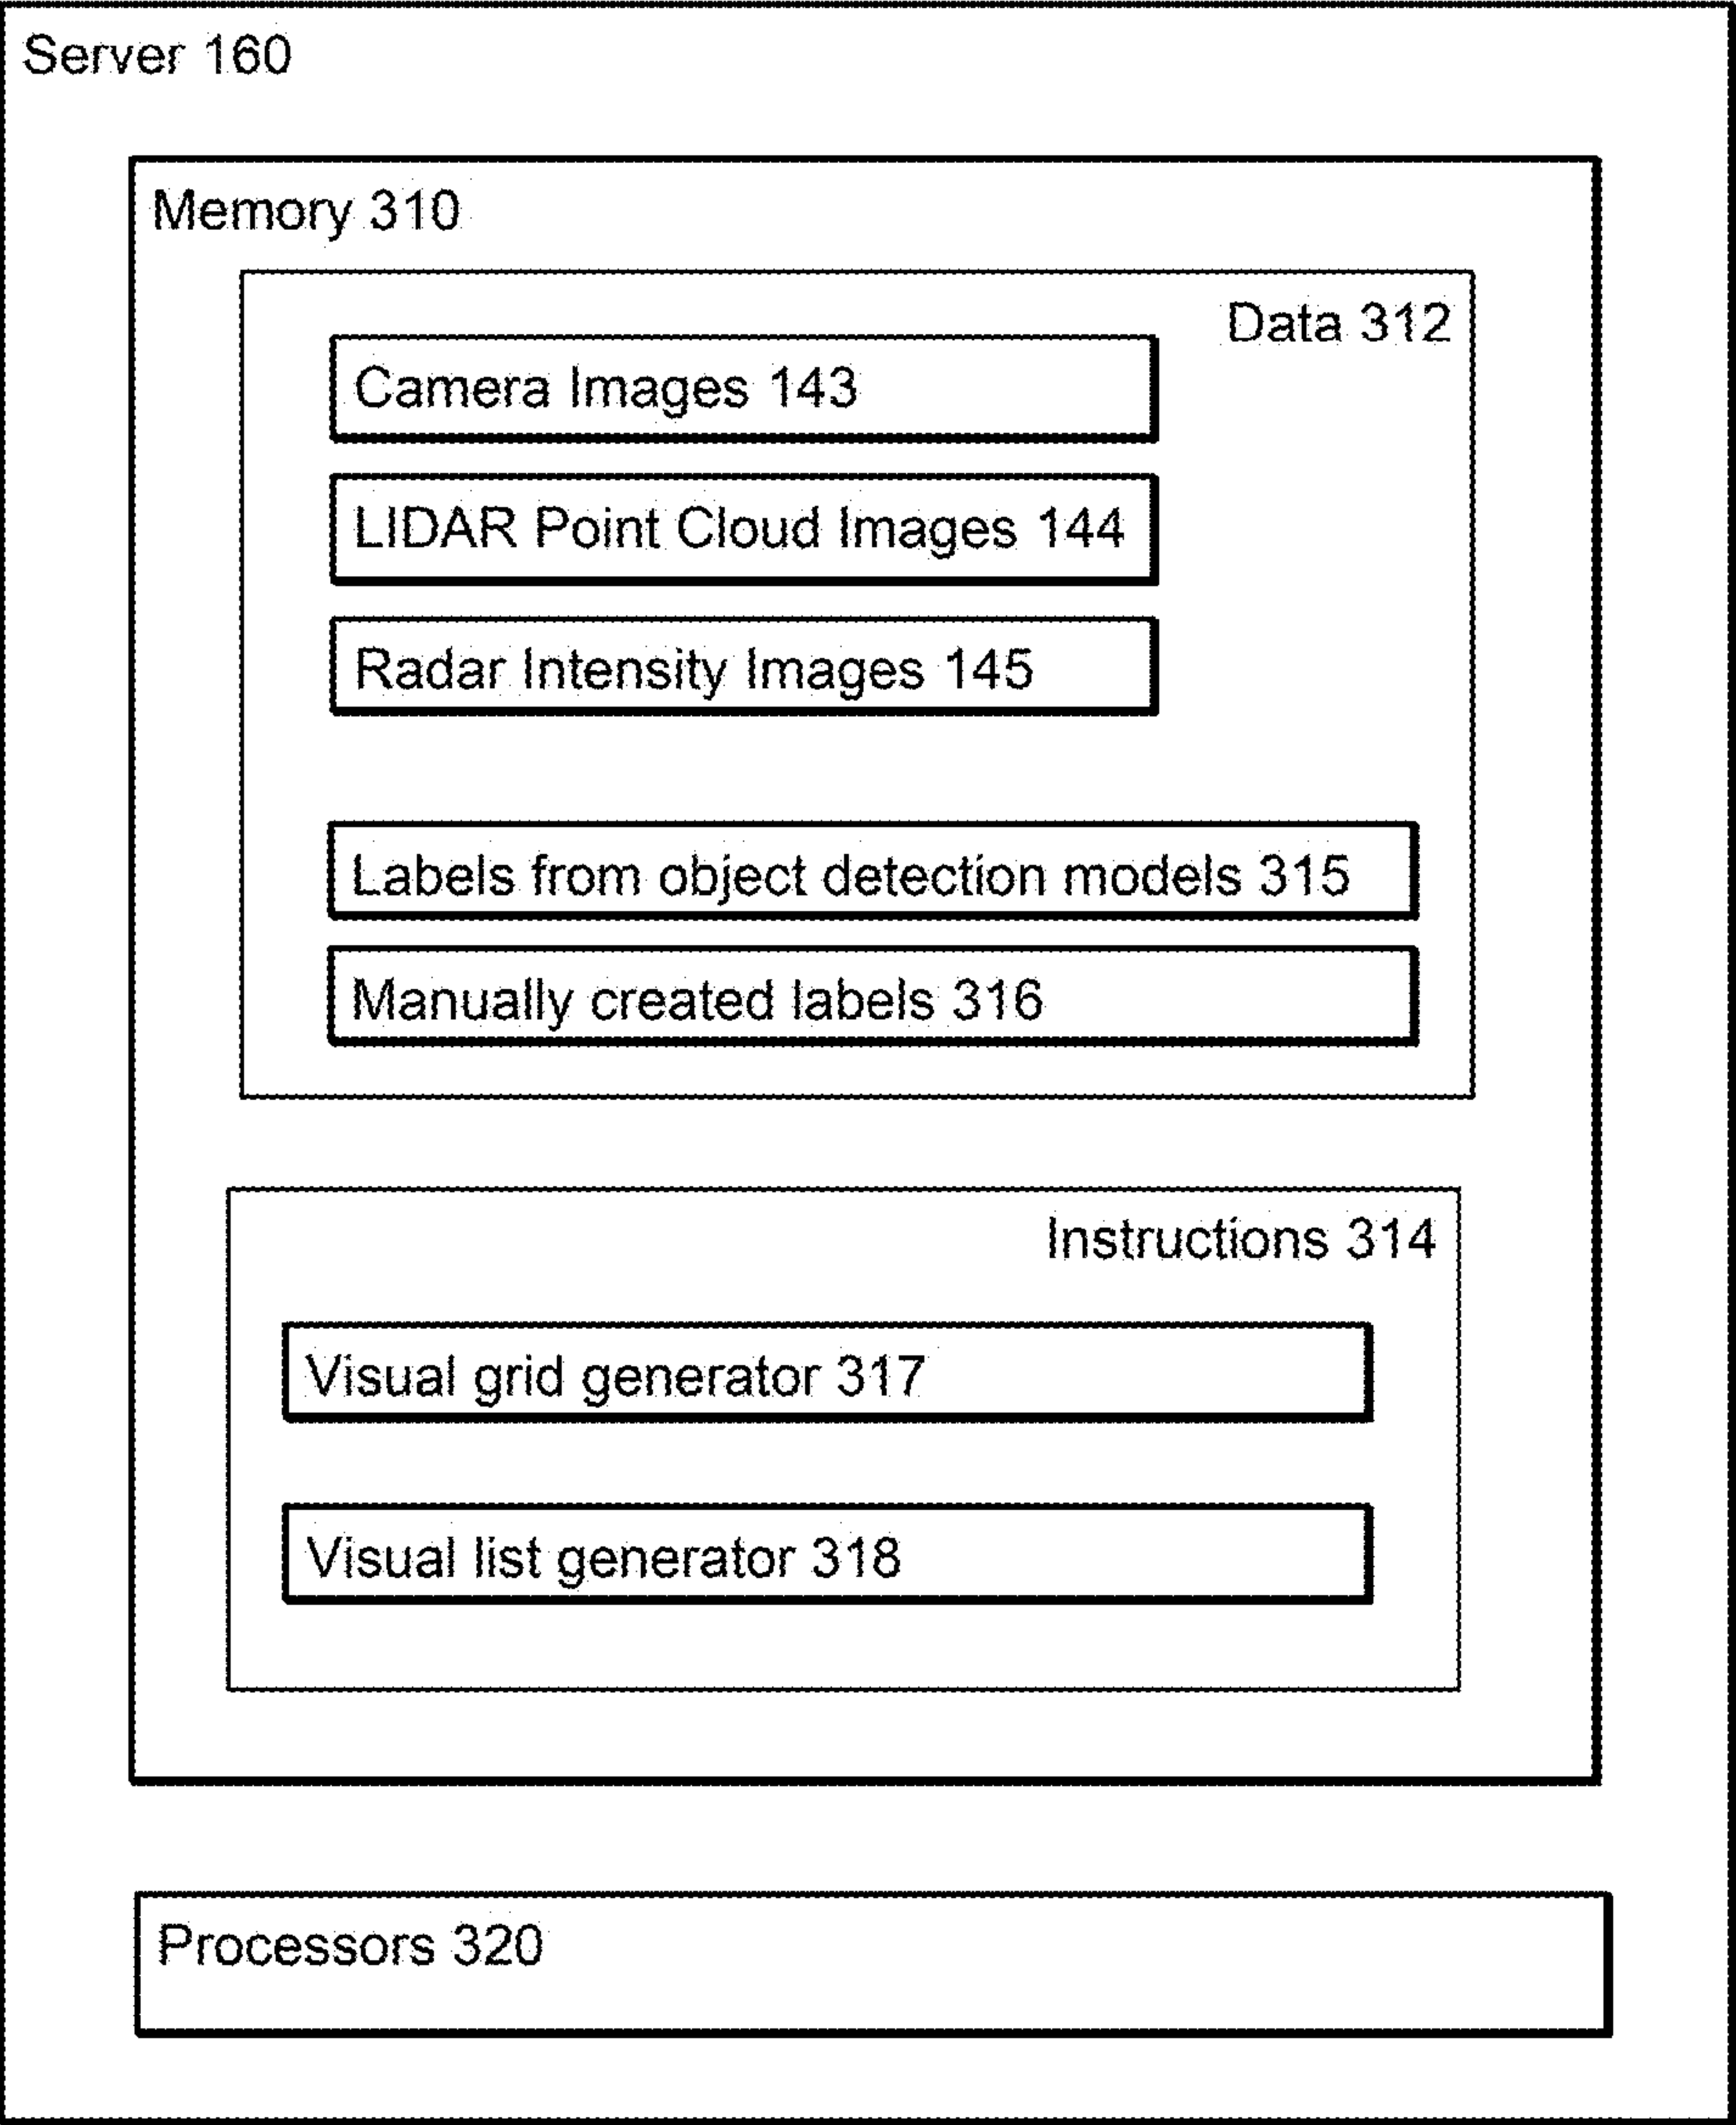 Server 160
Memory 310
Data 312
Camera Images 143
LIDAR Point Cloud Images 144
Radar Intensity Images 145
Labels from object detection models 315
Manually created labels 316
Instructions 314
Visual grid generator 317
Visual list generator 318
Processors 320